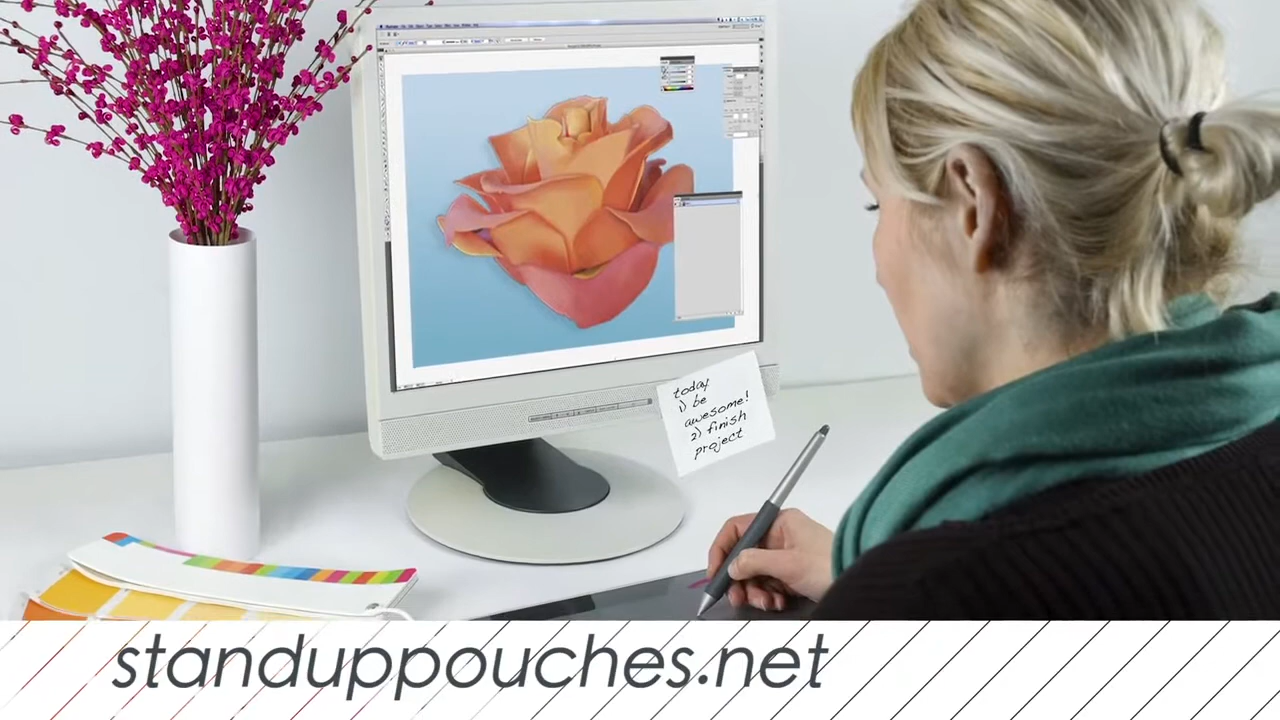 today
1) be
awesome!
2) finish
project
standuppouches.net